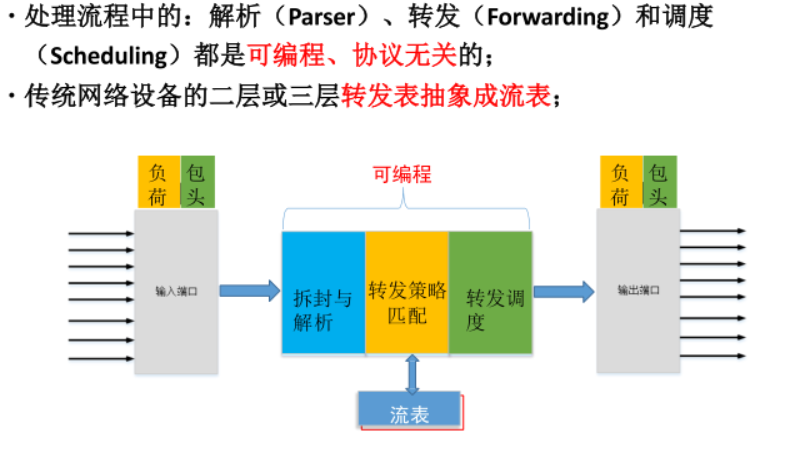 · 处理流程中的：解析（Parser）、转发（Forwarding）和调度
（Scheduling）都是可编程、协议无关的；
· 传统网络设备的二层或三层转发表抽象成流表；
负荷
包头
可编程
负荷
包头
输入端口
拆封与
解析
转发策略
匹配
转发调
度
输出端口
流表